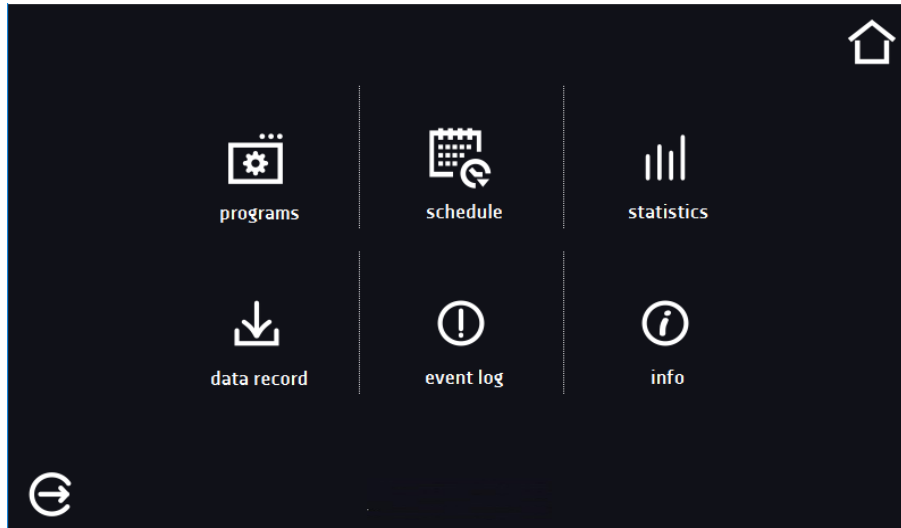 programs
schedule
statistics
data record
event log
info